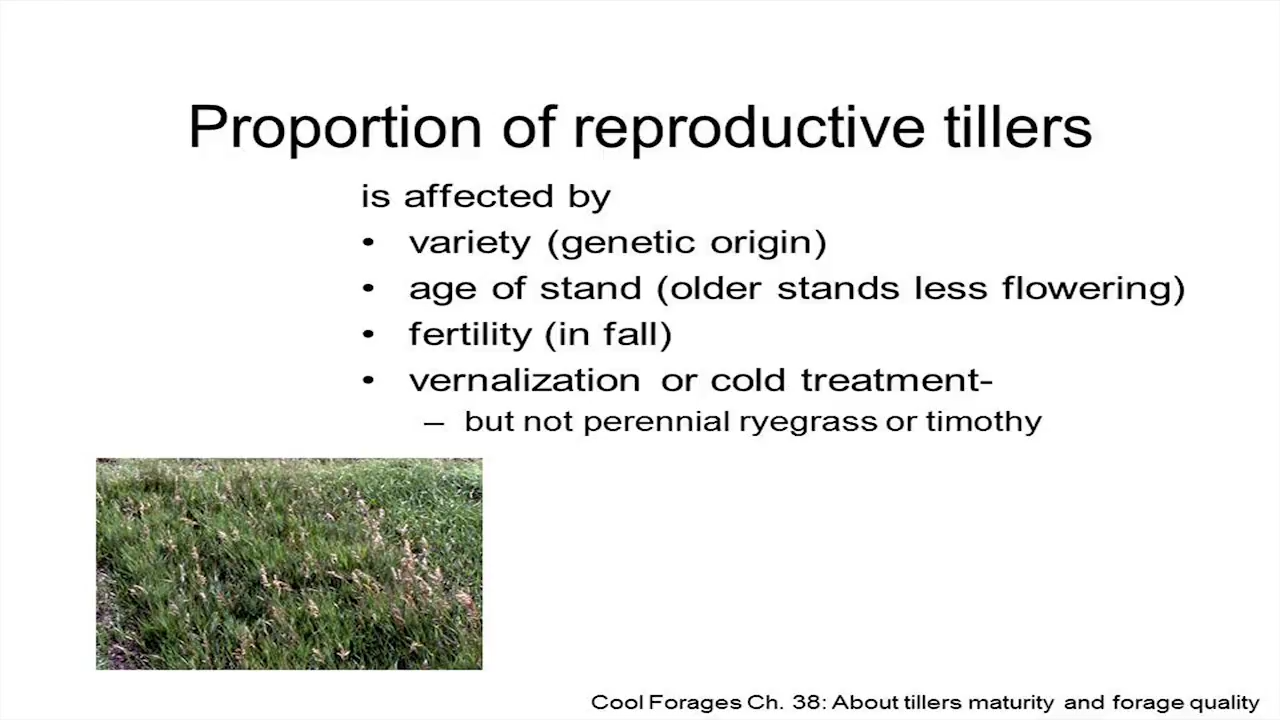 Proportion of reproductive tillers
is affected by
• variety (genetic origin)
• age of stand (older stands less flowering)
• fertility (in fall)
• vernalization or cold treatment-
– but not perennial ryegrass or timothy
Cool Forages Ch. 38: About tillers maturity and forage quality